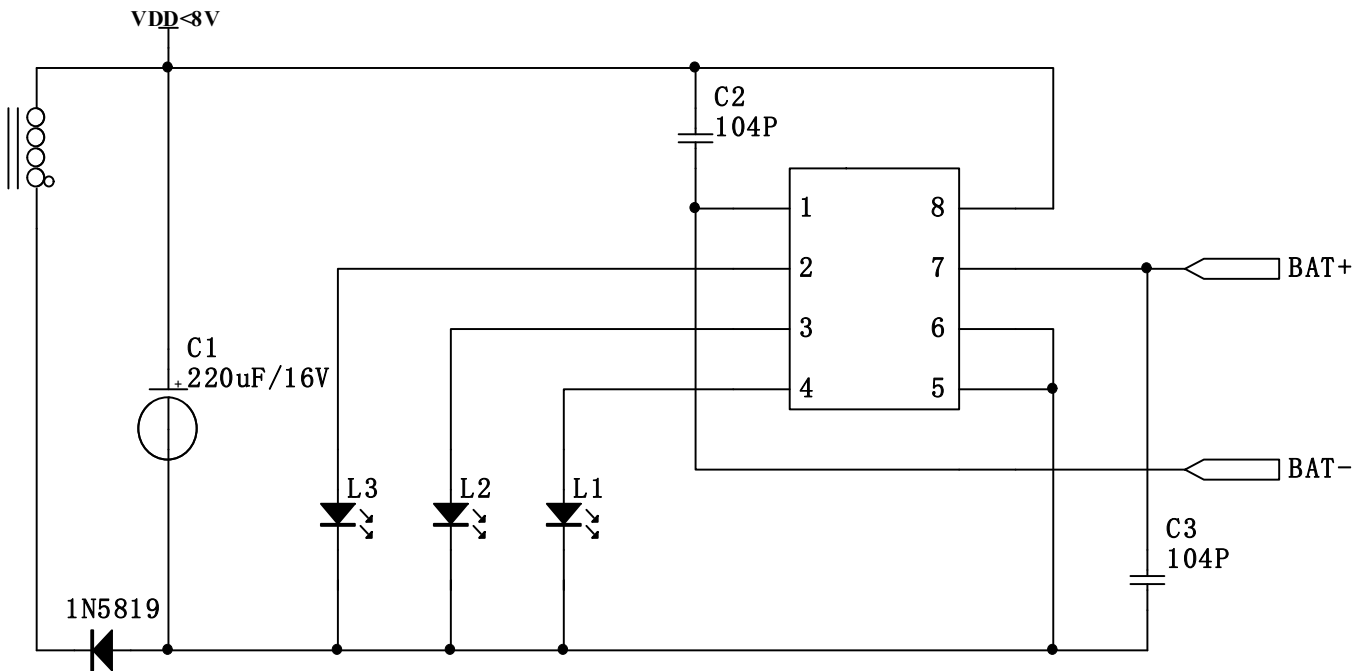 VDD<8V
C2
104P
1 8
2 7
BAT+
3 6
C1
220uF/16V
+
4 5
BAT-
L3 L2 L1
C3
104P
1N5819